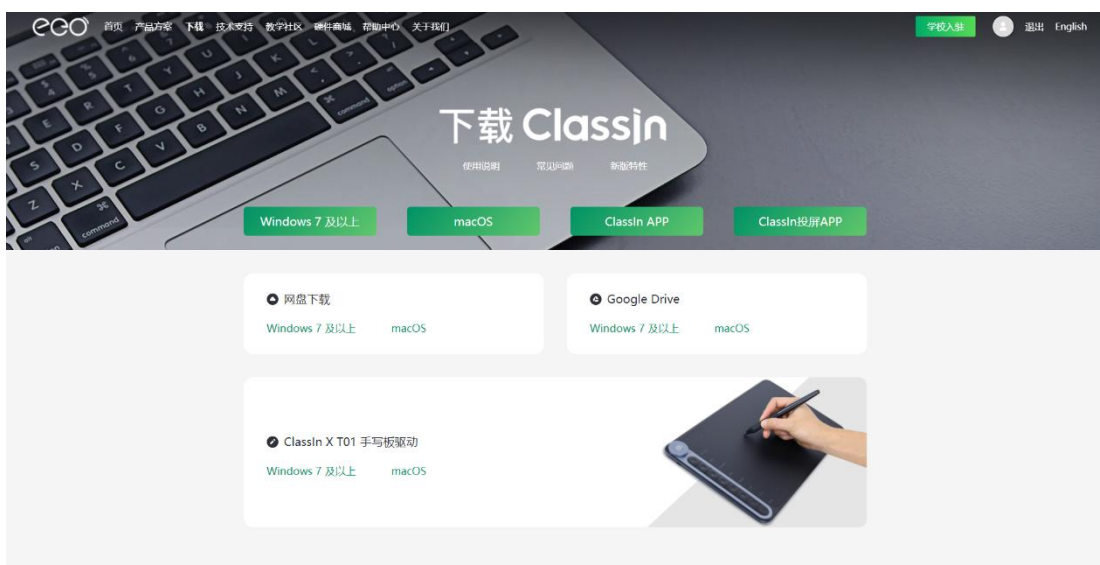 eeo 首页 产品方案 下载 技术支持 教学社区 硬件商城 帮助中心 关于我们 学校入驻 退出 English
下载 ClassIn
使用说明 常见问题 新版特性
Windows 7 及以上 macOS ClassIn APP ClassIn投屏APP
网盘下载 Google Drive
Windows 7 及以上 macOS Windows 7 及以上 macOS
ClassIn X T01 手写板驱动
Windows 7 及以上 macOS